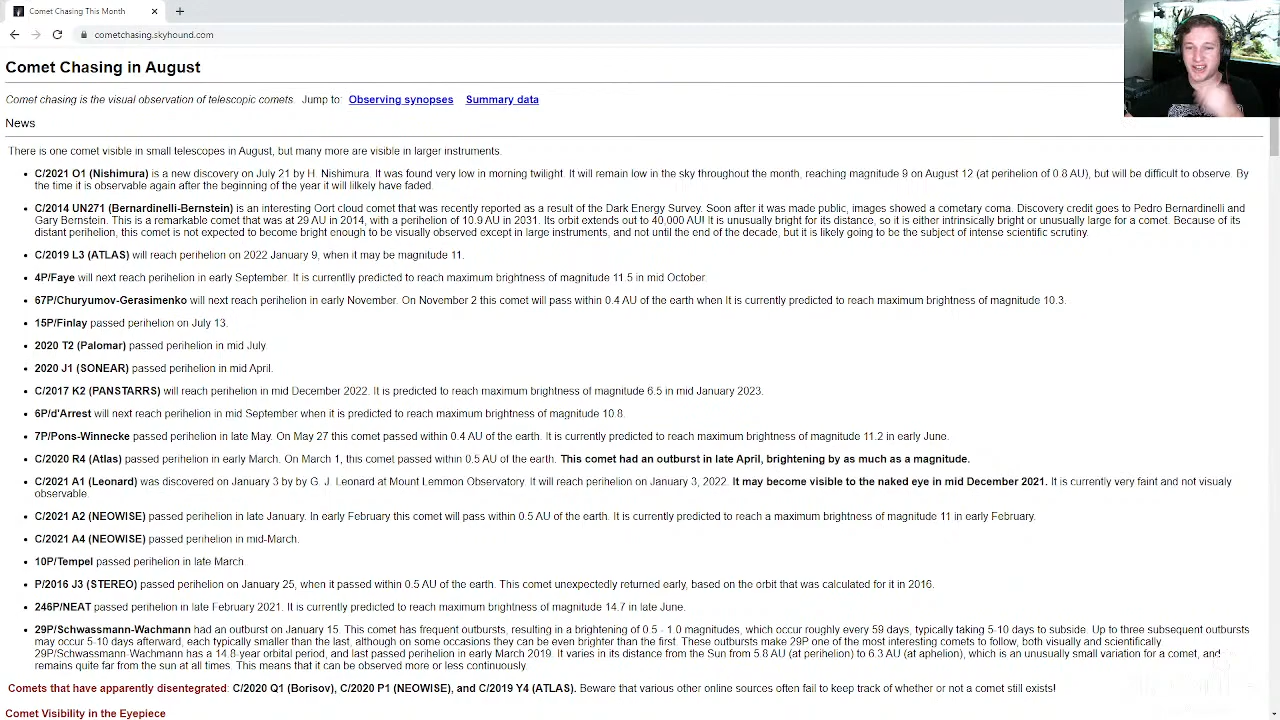 Comet Chasing This Month
cometchasing.skyhound.com
Comet Chasing in August
Comet chasing is the visual observation of telescopic comets. Jump to: Observing synopses Summary data
News
There is one comet visible in small telescopes in August, but many more are visible in larger instruments.
C/2021 O1 (Nishimura) is a new discovery on July 21 by H. Nishimura. It was found very low in morning twilight. It will remain low in the sky throughout the month, reaching magnitude 9 on August 12 (at perihelion of 0.8 AU), but will be difficult to observe. By
the time it is observable again after the beginning of the year it will lilkely have faded.
C/2014 UN271 (Bernardinelli-Bernstein) is an interesting Oort cloud comet that was recently reported as a result of the Dark Energy Survey. Soon after it was made public, images showed a cometary coma. Discovery credit goes to Pedro Bernardinelli and
Gary Bernstein. This is a remarkable comet that was at 29 AU in 2014, with a perihelion of 10.9 AU in 2031. Its orbit extends out to 40,000 AU! It is unusually bright for its distance, so it is either intrinsically bright or unusually large for a comet. Because of its
distant perihelion, this comet is not expected to become bright enough to be visually observed except in large instruments, and not until the end of the decade, but it is likely going to be the subject of intense scientific scrutiny.
C/2019 L3 (ATLAS) will reach perihelion on 2022 January 9, when it may be magnitude 11.
4P/Faye will next reach perihelion in early September. It is currently predicted to reach maximum brightness of magnitude 11.5 in mid October.
67P/Churyumov-Gerasimenko will next reach perihelion in early November. On November 2 this comet will pass within 0.4 AU of the earth when It is currently predicted to reach maximum brightness of magnitude 10.3.
15P/Finlay passed perihelion on July 13.
2020 T2 (Palomar) passed perihelion in mid July
2020 J1 (SONEAR) passed perihelion in mid April.
C/2017 K2 (PANSTARRS) will reach perihelion in mid December 2022. It is predicted to reach maximum brightness of magnitude 6.5 in mid January 2023.
6P/d'Arrest will next reach perihelion in mid September when it is predicted to reach maximum brightness of magnitude 10.8.
7P/Pons-Winnecke passed perihelion in late May. On May 27 this comet passed within 0.4 AU of the earth. It is currently predicted to reach maximum brightness of magnitude 11.2 in early June.
C/2020 R4 (Atlas) passed perihelion in early March. On March 1, this comet passed within 0.5 AU of the earth. This comet had an outburst in late April, brightening by as much as a magnitude.
C/2021 A1 (Leonard) was discovered on January 3 by by G. J. Leonard at Mount Lemmon Observatory. It will reach perihelion on January 3, 2022. It may become visible to the naked eye in mid December 2021. It is currently very faint and not visualy
observable.
C/2021 A2 (NEOWISE) passed perihelion in late January. In early February this comet will pass within 0.5 AU of the earth. It is currently predicted to reach a maximum brightness of magnitude 11 in early February.
C/2021 A4 (NEOWISE) passed perihelion in mid-March.
10P/Tempel passed perihelion in late March.
P/2016 J3 (STEREO) passed perihelion on January 25, when it passed within 0.5 AU of the earth. This comet unexpectedly returned early, based on the orbit that was calculated for it in 2016.
246P/NEAT passed perihelion in late February 2021. It is currently predicted to reach maximum brightness of magnitude 14.7 in late June.
29P/Schwassmann-Wachmann had an outburst on January 15. This comet has frequent outbursts, resulting in a brightening of 0.5 - 1.0 magnitudes, which occur roughly every 59 days, typically taking 5-10 days to subside. Up to three subsequent outbursts
may occur 5-10 days afterward, each typically smaller than the last, although on some occasions they can be even brighter than the first. These outbursts make 29P one of the most interesting comets to follow, both visually and scientifically.
29P/Schwassmann-Wachmann has a 14.8-year orbital period, and last passed perihelion in early March 2019. It varies in its distance from the Sun from 5.8 AU (at perihelion) to 6.3 AU (at aphelion), which is an unusually small variation for a comet, and
remains quite far from the sun at all times. This means that it can be observed more or less continuously.
Comets that have apparently disentegrated: C/2020 Q1 (Borisov), C/2020 P1 (NEOWISE), and C/2019 Y4 (ATLAS). Beware that various other online sources often fail to keep track of whether or not a comet still exists!
Comet Visibility in the Eyepiece